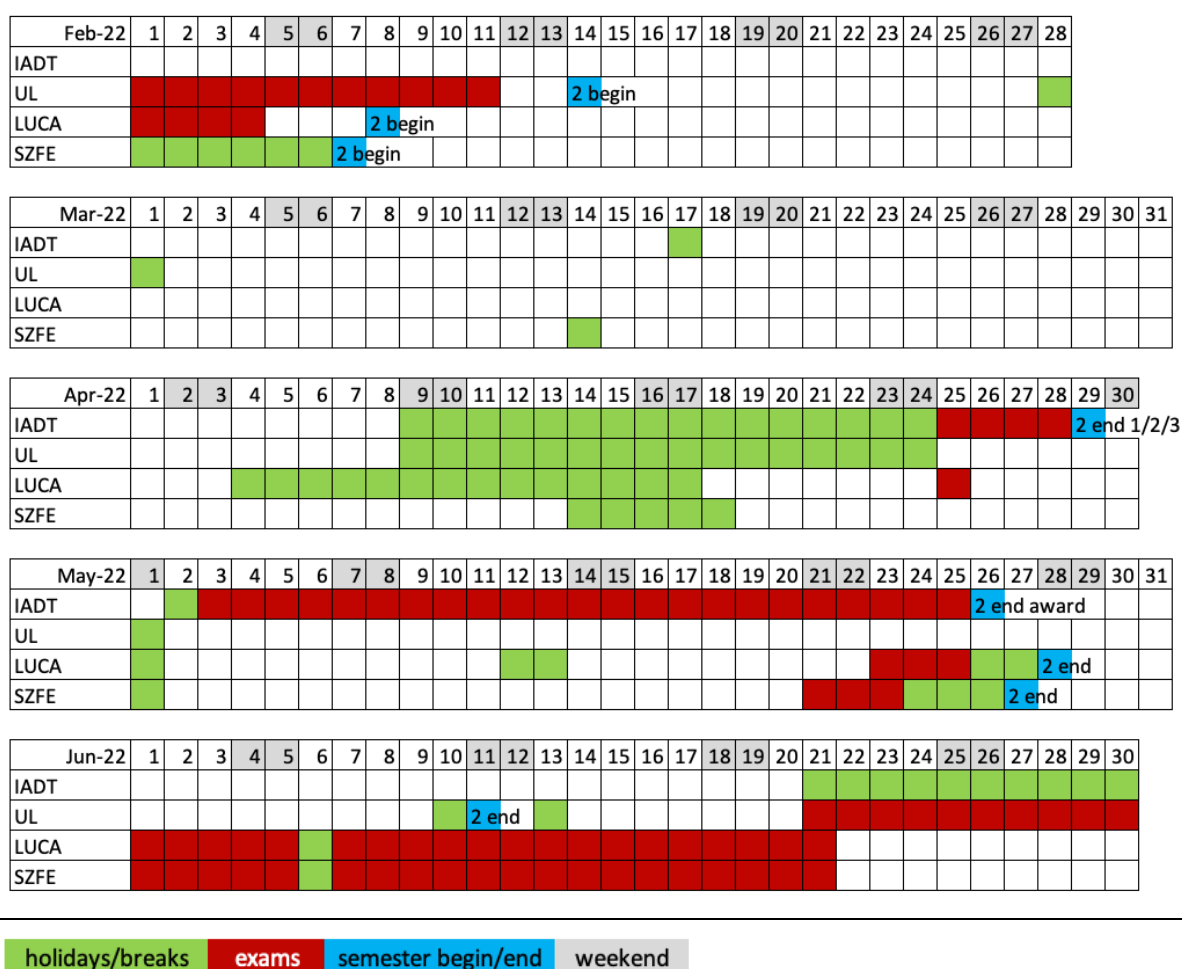 Feb-22 1 2 3 4 5 6 7 8 9 10 11 12 13 14 15 16 17 18 19 20 21 22 23 24 25 26 27 28
IADT
UL 2 begin
LUCA 2 begin
SZFE 2 begin
Mar-22 1 2 3 4 5 6 7 8 9 10 11 12 13 14 15 16 17 18 19 20 21 22 23 24 25 26 27 28 29 30 31
IADT
UL
LUCA
SZFE
Apr-22 1 2 3 4 5 6 7 8 9 10 11 12 13 14 15 16 17 18 19 20 21 22 23 24 25 26 27 28 29 30
IADT 2 end 1/2/3
UL
LUCA
SZFE
May-22 1 2 3 4 5 6 7 8 9 10 11 12 13 14 15 16 17 18 19 20 21 22 23 24 25 26 27 28 29 30 31
IADT 2 end award
UL
LUCA 2 end
SZFE 2 end
Jun-22 1 2 3 4 5 6 7 8 9 10 11 12 13 14 15 16 17 18 19 20 21 22 23 24 25 26 27 28 29 30
IADT
UL 2 end
LUCA
SZFE
holidays/breaks exams semester begin/end weekend